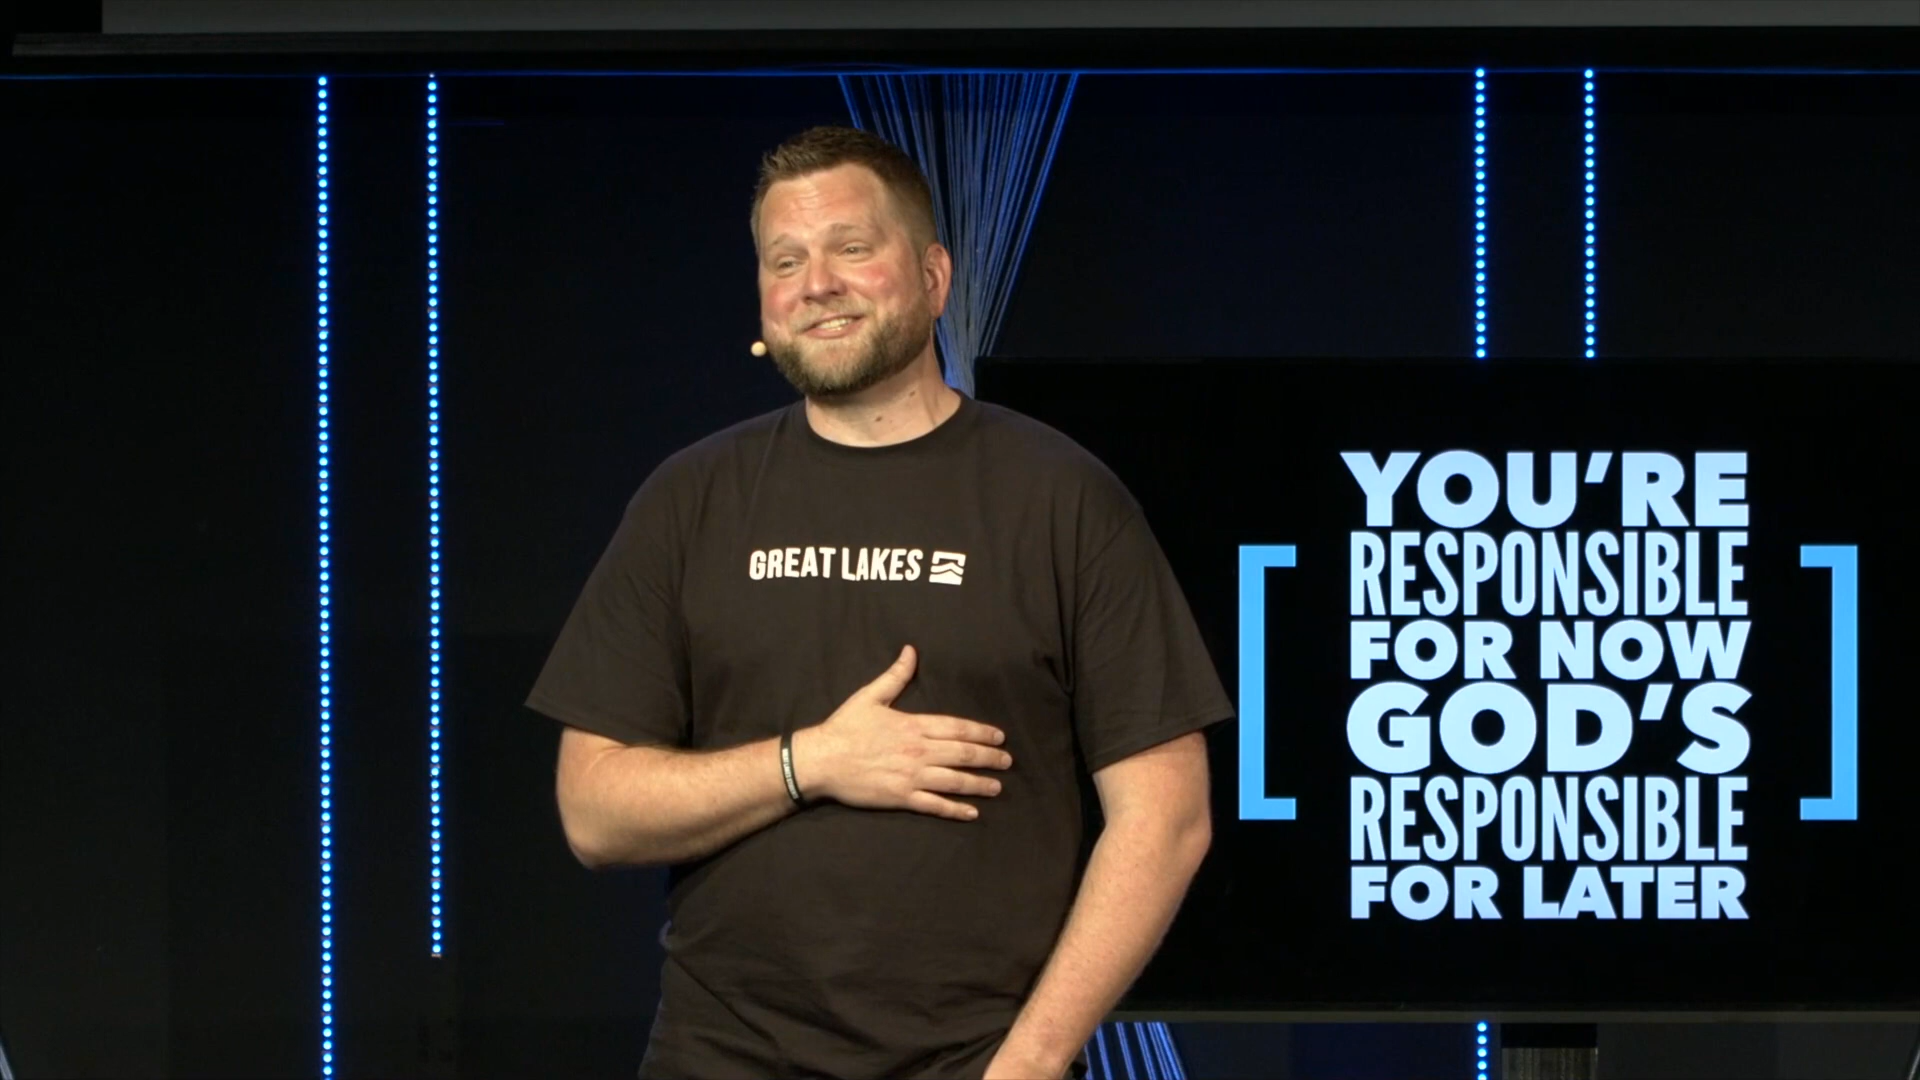 GREAT LAKES
YOU'RE
RESPONSIBLE
FOR NOW
GOD'S
RESPONSIBLE
FOR LATER